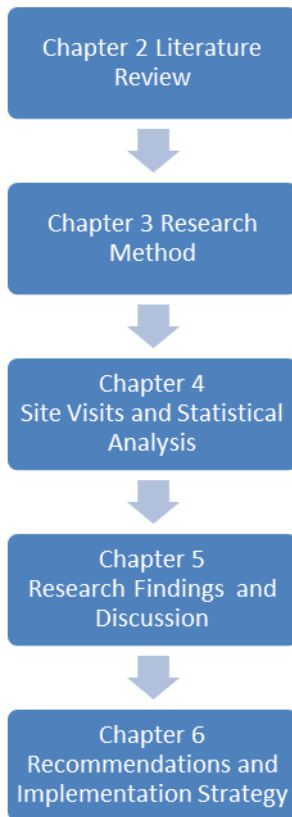 Chapter 2 Literature
Review
Chapter 3 Research
Method
Chapter 4
Site Visits and Statistical
Analysis
Chapter 5
Research Findings and
Discussion
Chapter 6
Recommendations and
Implementation Strategy